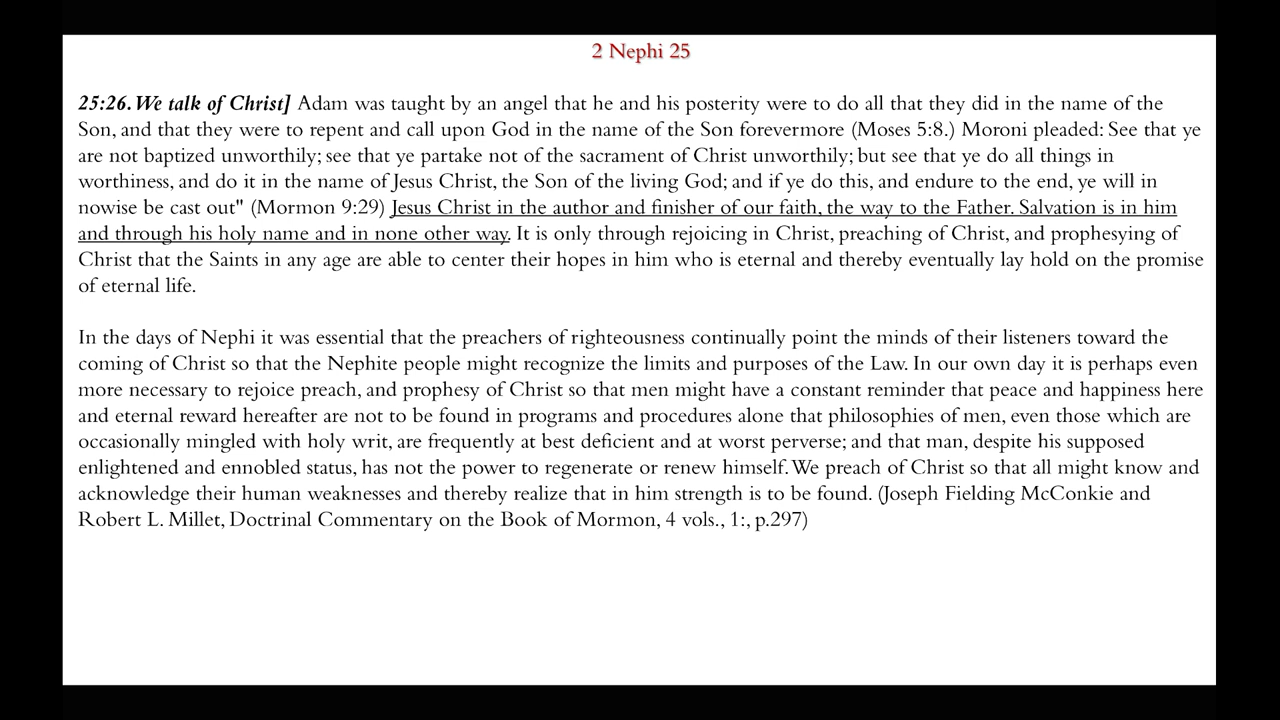 2 Nephi 25
25:26. We talk of Christ] Adam was taught by an angel that he and his posterity were to do all that they did in the name of the
Son, and that they were to repent and call upon God in the name of the Son forevermore (Moses 5:8.) Moroni pleaded: See that ye
are not baptized unworthily; see that ye partake not of the sacrament of Christ unworthily; but see that ye do all things in
worthiness, and do it in the name of Jesus Christ, the Son of the living God; and if ye do this, and endure to the end, ye will in
nowise be cast out" (Mormon 9:29) Jesus Christ in the author and finisher of our faith, the way to the Father. Salvation is in him
and through his holy name and in none other way. It is only through rejoicing in Christ, preaching of Christ, and prophesying of
Christ that the Saints in any age are able to center their hopes in him who is eternal and thereby eventually lay hold on the promise
of eternal life.
In the days of Nephi it was essential that the preachers of righteousness continually point the minds of their listeners toward the
coming of Christ so that the Nephite people might recognize the limits and purposes of the Law. In our own day it is perhaps even
more necessary to rejoice preach, and prophesy of Christ so that men might have a constant reminder that peace and happiness here
and eternal reward hereafter are not to be found in programs and procedures alone that philosophies of men, even those which are
occasionally mingled with holy writ, are frequently at best deficient and at worst perverse; and that man, despite his supposed
enlightened and ennobled status, has not the power to regenerate or renew himself. We preach of Christ so that all might know and
acknowledge their human weaknesses and thereby realize that in him strength is to be found. (Joseph Fielding McConkie and
Robert L. Millet, Doctrinal Commentary on the Book of Mormon, 4 vols., 1:, p.297)